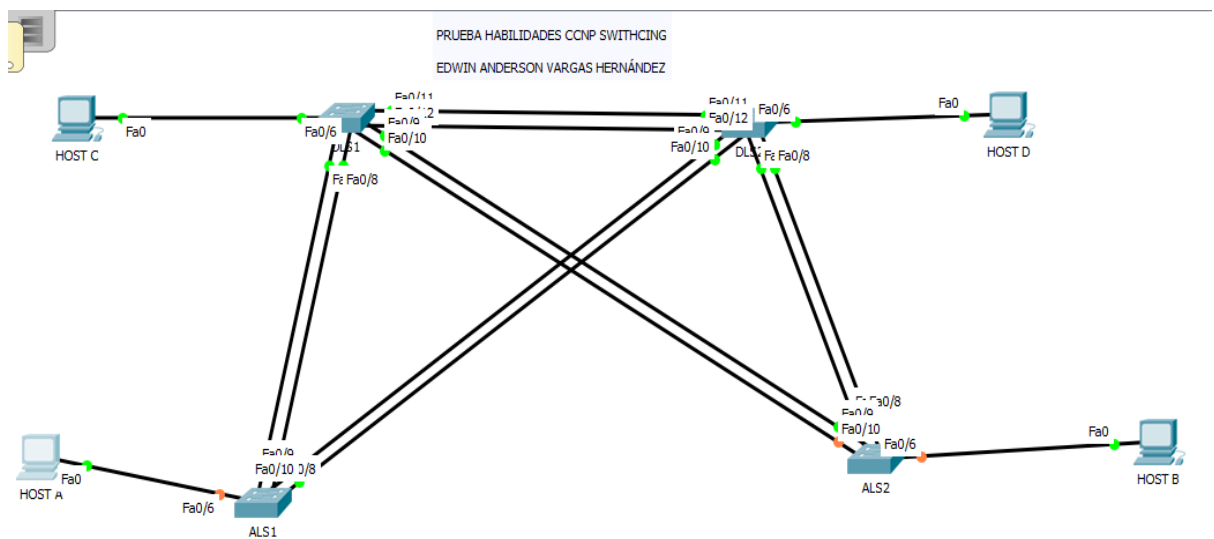 PRUEBA HABILIDADES CCNP SWITHCING
EDWIN ANDERSON VARGAS HERNÁNDEZ
Fa0/11
Fa0/9
Fa0/10
Fa0/6
Fa0
HOST C
Fa0/8
Fa0/11
Fa0/12
Fa0/9
Fa0/10
Fa0/6
Fa0
HOST D
Fa0/8
Fa0/9
Fa0/10
Fa0/6
Fa0
HOST A
ALS1
Fa0/8
Fa0/9
Fa0/10
Fa0/6
Fa0
ALS2
HOST B